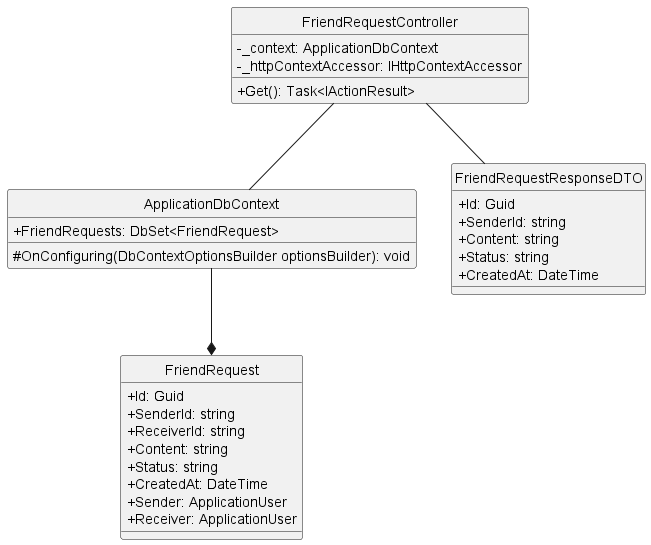 FriendRequestController
-_context: ApplicationDbContext
-_httpContextAccessor: IHttpContextAccessor
+Get(): Task<IActionResult>
ApplicationDbContext
+FriendRequests: DbSet<FriendRequest>
#OnConfiguring(DbContextOptionsBuilder optionsBuilder): void
FriendRequestResponseDTO
+Id: Guid
+SenderId: string
+Content: string
+Status: string
+CreatedAt: DateTime
FriendRequest
+Id: Guid
+SenderId: string
+ReceiverId: string
+Content: string
+Status: string
+CreatedAt: DateTime
+Sender: ApplicationUser
+Receiver: ApplicationUser